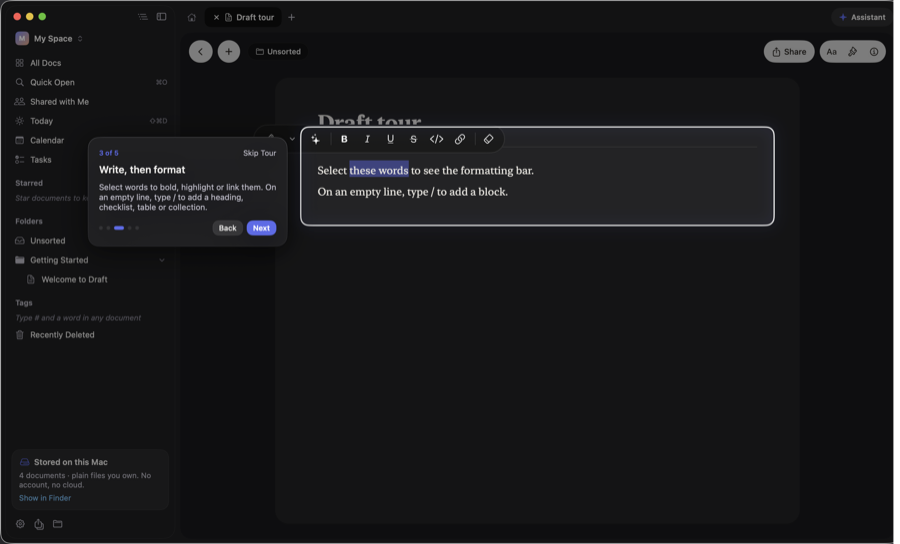 Draft tour
Assistant
M
My Space
All Docs
Quick Open
⌘O
Shared with Me
Today
⇧⌘D
Calendar
Tasks
Starred
Star documents to
Folders
Unsorted
Getting Started
Welcome to Draft
Tags
Type # and a word in any document
Recently Deleted
Stored on this Mac
4 documents · plain files you own. No
account, no cloud.
Show in Finder
3 of 5
Skip Tour
Write, then format
Select words to bold, highlight or link them. On
an empty line, type / to add a heading,
checklist, table or collection.
Back
Next
Unsorted
Share
Aa
Draft tour
B I U S </>
Select these words to see the formatting bar.
On an empty line, type / to add a block.